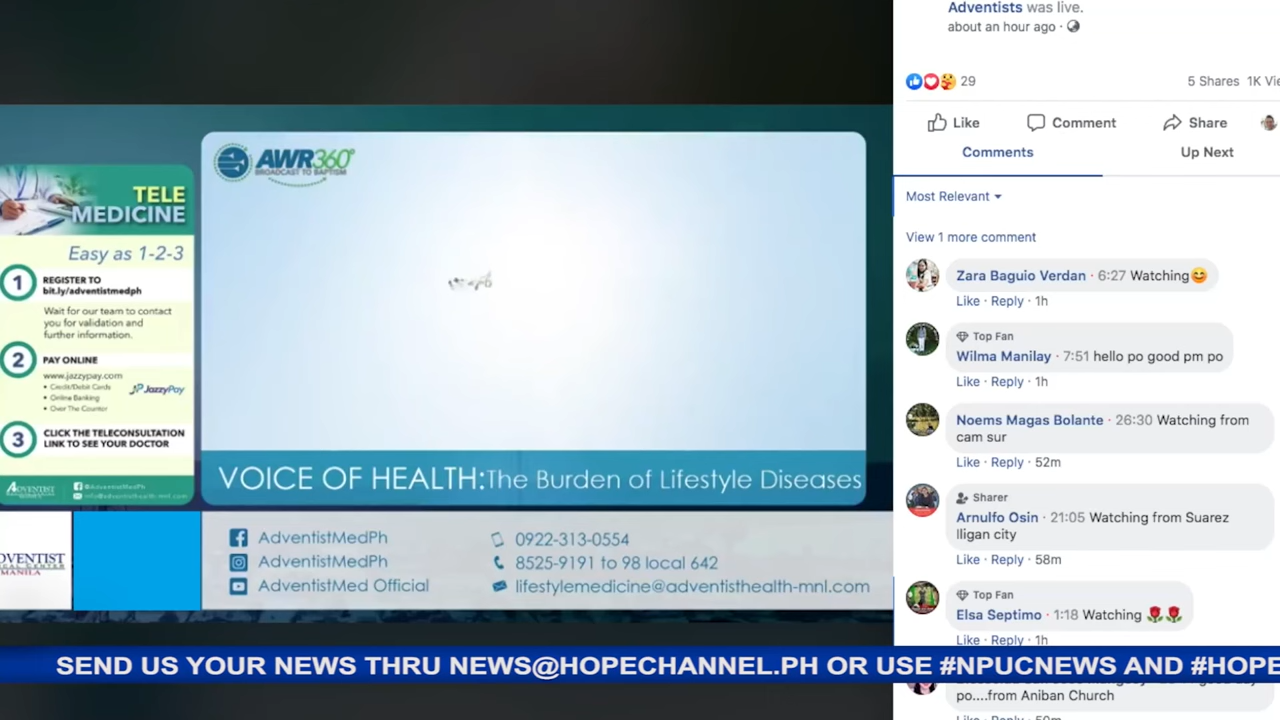 Adventists was live.
about an hour ago ·
29
5 Shares 1K
Like
Comment
Share
Comments
Up Next
Most Relevant
View 1 more comment
Zara Baguio Verdan · 6:27 Watching😊
Like · Reply · 1h
Top Fan
Wilma Manilay · 7:51 hello po good pm po
Like · Reply · 1h
Noems Magas Bolante · 26:30 Watching from
cam sur
Like · Reply · 52m
Sharer
Arnulfo Osin · 21:05 Watching from Suarez
Iligan city
Like · Reply · 58m
Top Fan
Elsa Septimo · 1:18 Watching 🌹🌹
Like · Reply · 1h
po....from Aniban Church
AWR360°
BROADCAST TO BAPTISM
TELE
MEDICINE
Easy as 1-2-3
1
REGISTER TO
bit.ly/adventistmedph
Wait for our team to contact
you for validation and
further information.
2
PAY ONLINE
www.jazzypay.com
• Credit/Debit Cards
• Online Banking
• Over The Counter
JazzyPay
3
CLICK THE TELECONSULTATION
LINK TO SEE YOUR DOCTOR
ADVENTIST
AdventistMedPh
info@adventisthealth-mnl.com
VOICE OF HEALTH:The Burden of Lifestyle Diseases
DVENTIST
MANILA
AdventistMedPh
AdventistMedPh
AdventistMed Official
0922-313-0554
8525-9191 to 98 local 642
lifestylemedicine@adventisthealth-mnl.com
SEND US YOUR NEWS THRU NEWS@HOPECHANNEL.PH OR USE #NPUCNEWS AND #HOPE